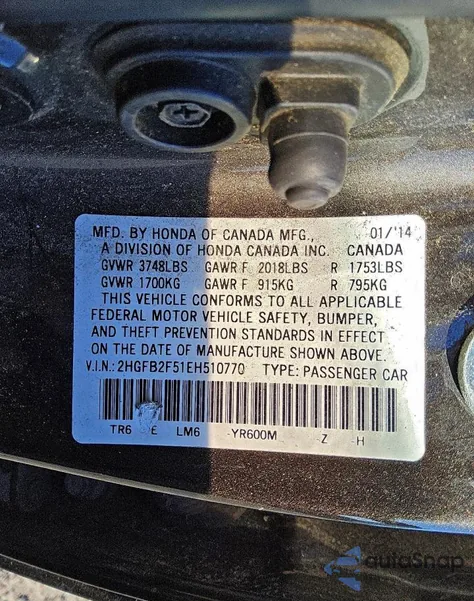 MFD. BY HONDA OF CANADA MFG., 01/'14
A DIVISION OF HONDA CANADA INC. CANADA
GVWR 3748LBS GAWR F 2018LBS R 1753LBS
GVWR 1700KG GAWR F 915KG R 795KG
THIS VEHICLE CONFORMS TO ALL APPLICABLE
FEDERAL MOTOR VEHICLE SAFETY, BUMPER,
AND THEFT PREVENTION STANDARDS IN EFFECT
ON THE DATE OF MANUFACTURE SHOWN ABOVE.
V.I.N.: 2HGFB2F51EH510770 TYPE: PASSENGER CAR
TR6 E LM6 -YR600M -Z -H
autoSnap